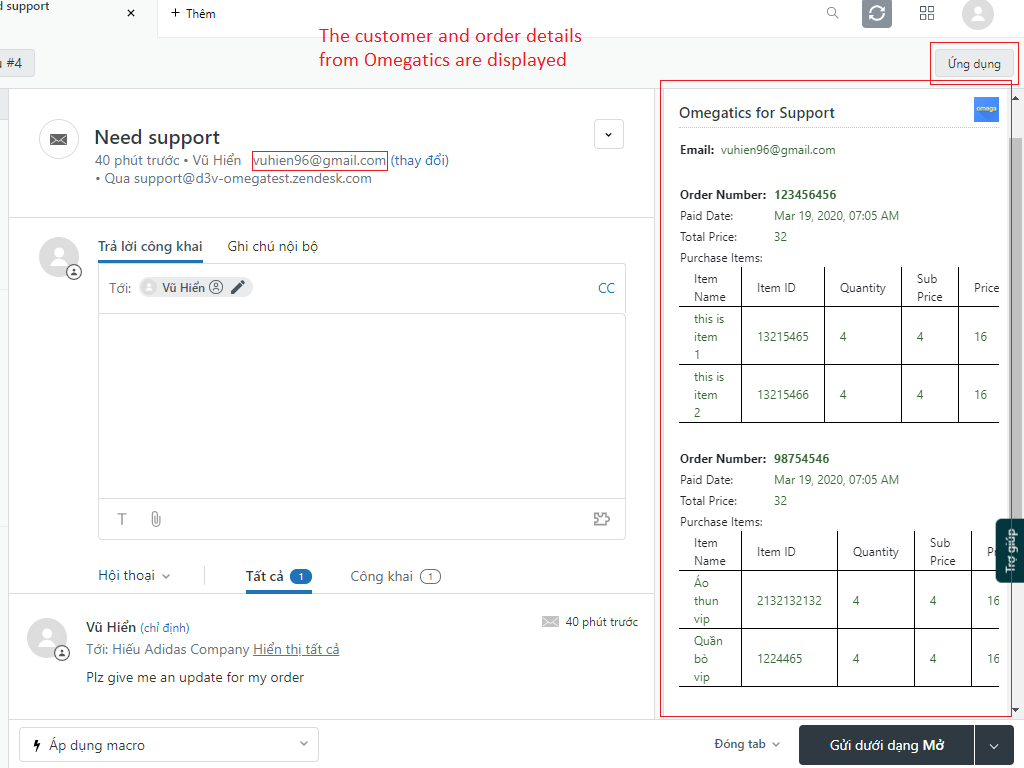 d support
+ Thêm
The customer and order details
from Omegatics are displayed
#4
Ứng dụng
Need support
40 phút trước • Vũ Hiển vuhien96@gmail.com (thay đổi)
• Qua support@d3v-omegatest.zendesk.com
Trả lời công khai Ghi chú nội bộ
Tới: Vũ Hiển CC
T
Hội thoại Tất cả 1 Công khai 1
Vũ Hiển (chỉ định) 40 phút trước
Tới: Hiếu Adidas Company Hiển thị tất cả
Plz give me an update for my order
Áp dụng macro
Đóng tab
Gửi dưới dạng Mở
Omegatics for Support
omega
Email: vuhien96@gmail.com
Order Number: 123456456
Paid Date: Mar 19, 2020, 07:05 AM
Total Price: 32
Purchase Items:
Item Name Item ID Quantity Sub Price Price
this is item 1 13215465 4 4 16
this is item 2 13215466 4 4 16
Order Number: 98754546
Paid Date: Mar 19, 2020, 07:05 AM
Total Price: 32
Purchase Items:
Item Name Item ID Quantity Sub Price
Áo thun vip 2132132132 4 4 16
Quần bò vip 1224465 4 4 16
trợ giúp